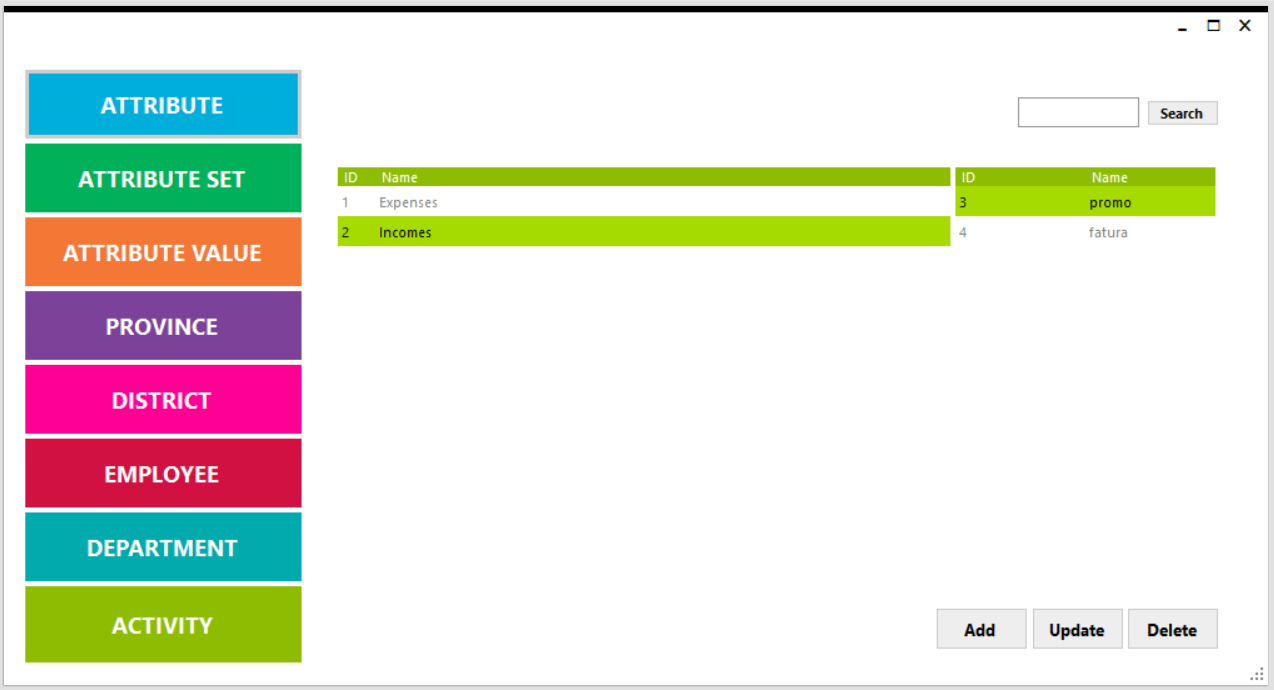 ATTRIBUTE
ATTRIBUTE SET
ATTRIBUTE VALUE
PROVINCE
DISTRICT
EMPLOYEE
DEPARTMENT
ACTIVITY
Search
ID Name ID Name
1 Expenses 3 promo
2 Incomes 4 fatura
Add Update Delete